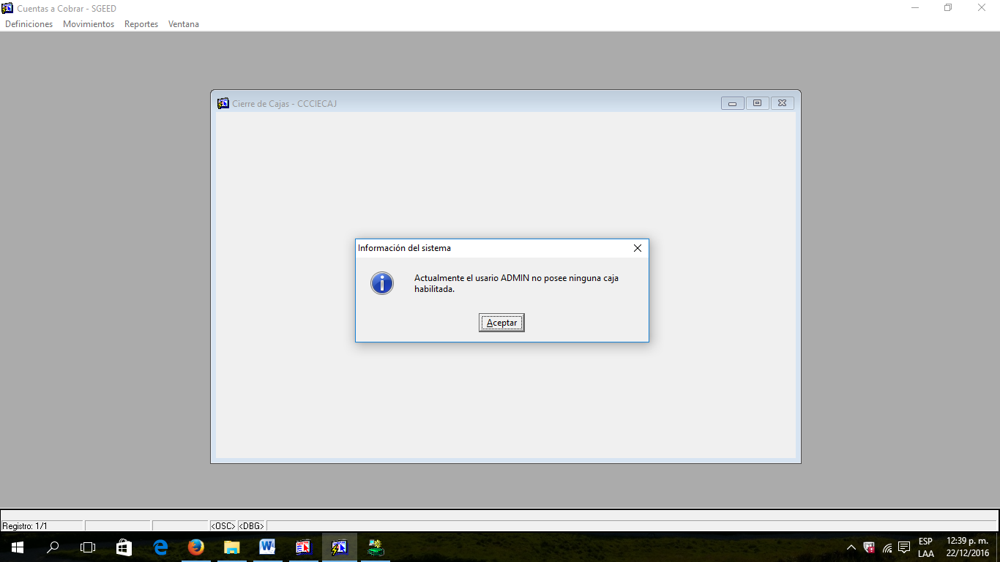 Cuentas a Cobrar - SGEED
Definiciones Movimientos Reportes Ventana
Cierre de Cajas - CCCIECAJ
Información del sistema
Actualmente el usario ADMIN no posee ninguna caja
habilitada.
Aceptar
Registro: 1/1 <OSC> <DBG>
ESP
LAA
12:39 p. m.
22/12/2016